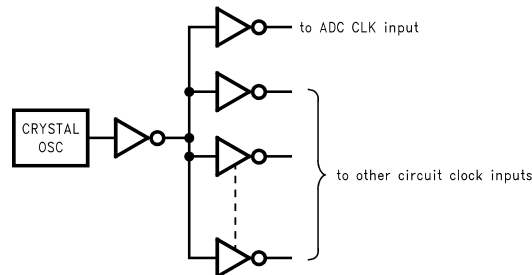 to ADC CLK input
CRYSTAL
OSC
to other circuit clock inputs